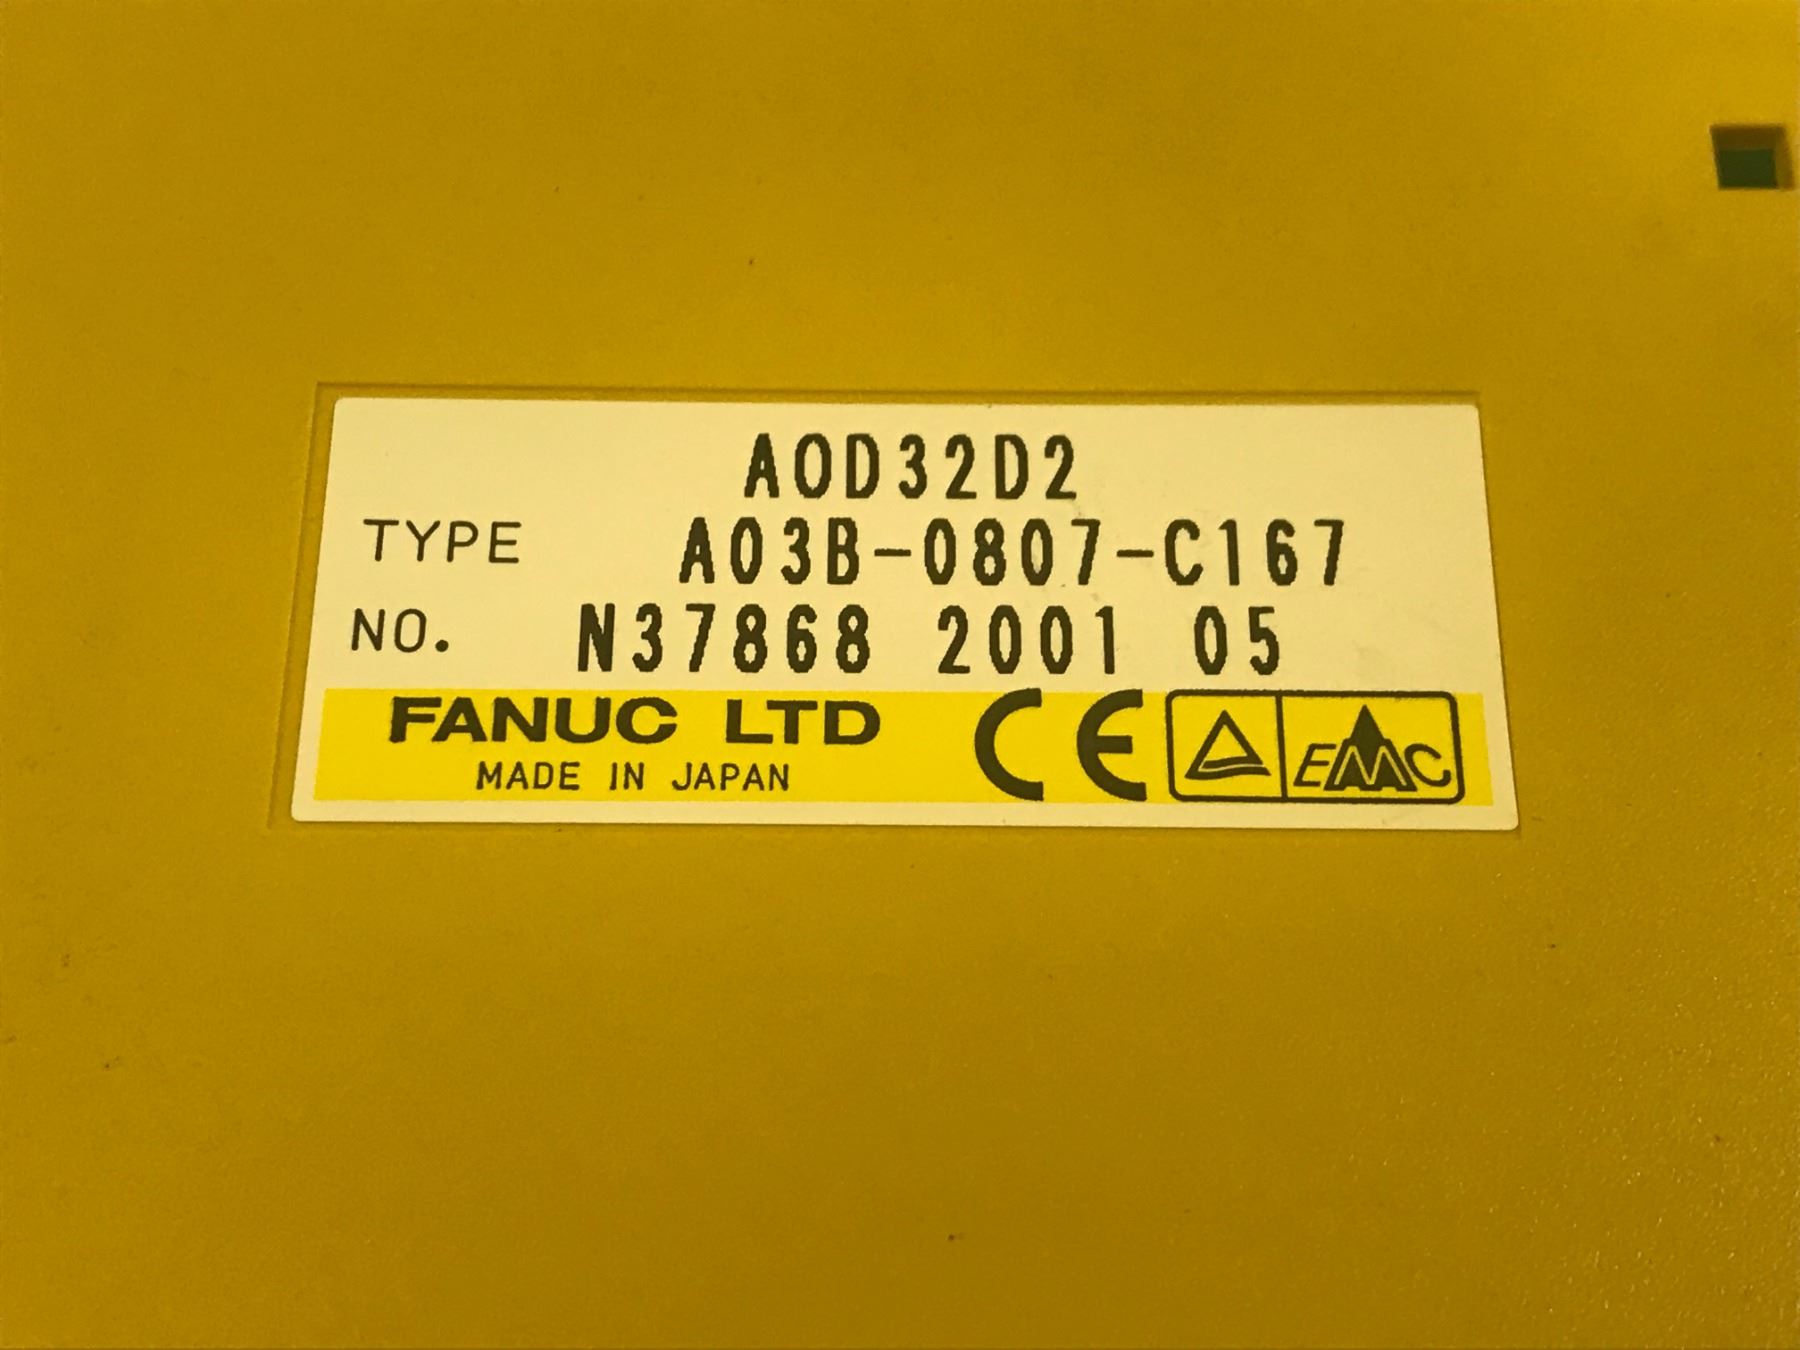 AOD32D2
TYPE A03B-0807-C167
NO. N37868 2001 05
FANUC LTD CE EMC
MADE IN JAPAN